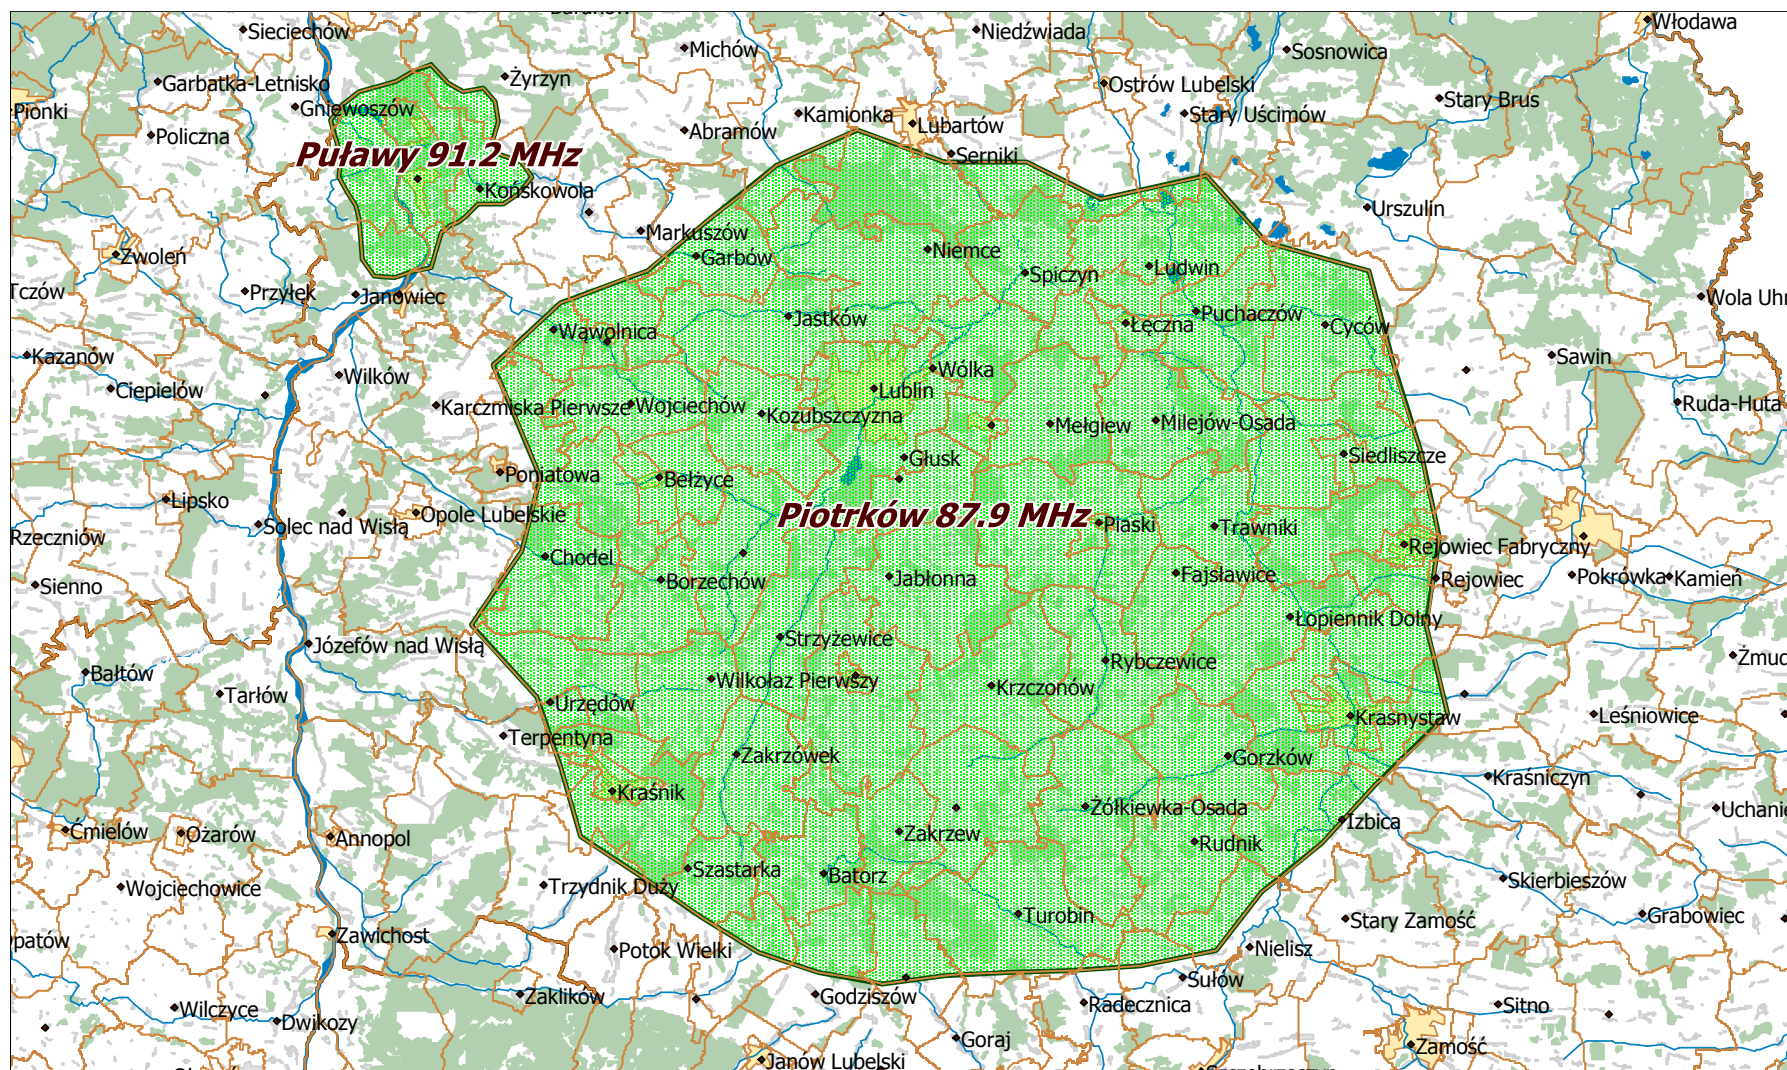 Włodawa
Sieciechów
Niedźwiada
Michów
Sosnowica
Żyrzyn
Garbatka-Letnisko
Ostrów Lubelski
Stary Brus
Gniewoszów
Pionki
Kamionka
Stary Uścimów
Lubartów
Abramów
Policzna
Puławy 91.2 MHz
Serniki
Końskowola
Urszulin
Markuszów
Niemce
Zwoleń
Garbów
Ludwin
Spiczyn
Tczów
Przyłęk
Janowiec
Wola Uhr
Puchaczów
Jastków
Łęczna
Cyców
Wąwolnica
Kazanów
Sawin
Wólka
Wilków
Ciepielów
Lublin
Ruda-Huta
Karczmiska Pierwsze
Wojciechów
Kozubszczyzna
Mełgiew
Milejów-Osada
Siedliszcze
Głusk
Poniatowa
Bełżyce
Lipsko
Opole Lubelskie
Piotrków 87.9 MHz
Solec nad Wisłą
Piaski
Trawniki
Rzeczniów
Rejowiec Fabryczny
Chodel
Fajsławice
Pokrówka
Kamień
Rejowiec
Borzechów
Jabłonna
Sienno
Łopiennik Dolny
Strzyżewice
Józefów nad Wisłą
Żmud
Rybczewice
Bałtów
Wilkołaz Pierwszy
Krzczonów
Tarłów
Urzędów
Krasnystaw
Leśniowice
Terpentyna
Zakrzówek
Gorzków
Kraśniczyn
Kraśnik
Żółkiewka-Osada
Uchanie
Izbica
Ćmielów
Ożarów
Annopol
Zakrzew
Rudnik
Szastarka
Batorz
Skierbieszów
Wojciechowice
Trzydnik Duży
Turobin
Grabowiec
Stary Zamość
Zawichost
patów
Potok Wielki
Nielisz
Sułów
Zaklików
Godziszów
Radecznica
Sitno
Wilczyce
Dwikozy
Goraj
Zamość
Janów Lubelski